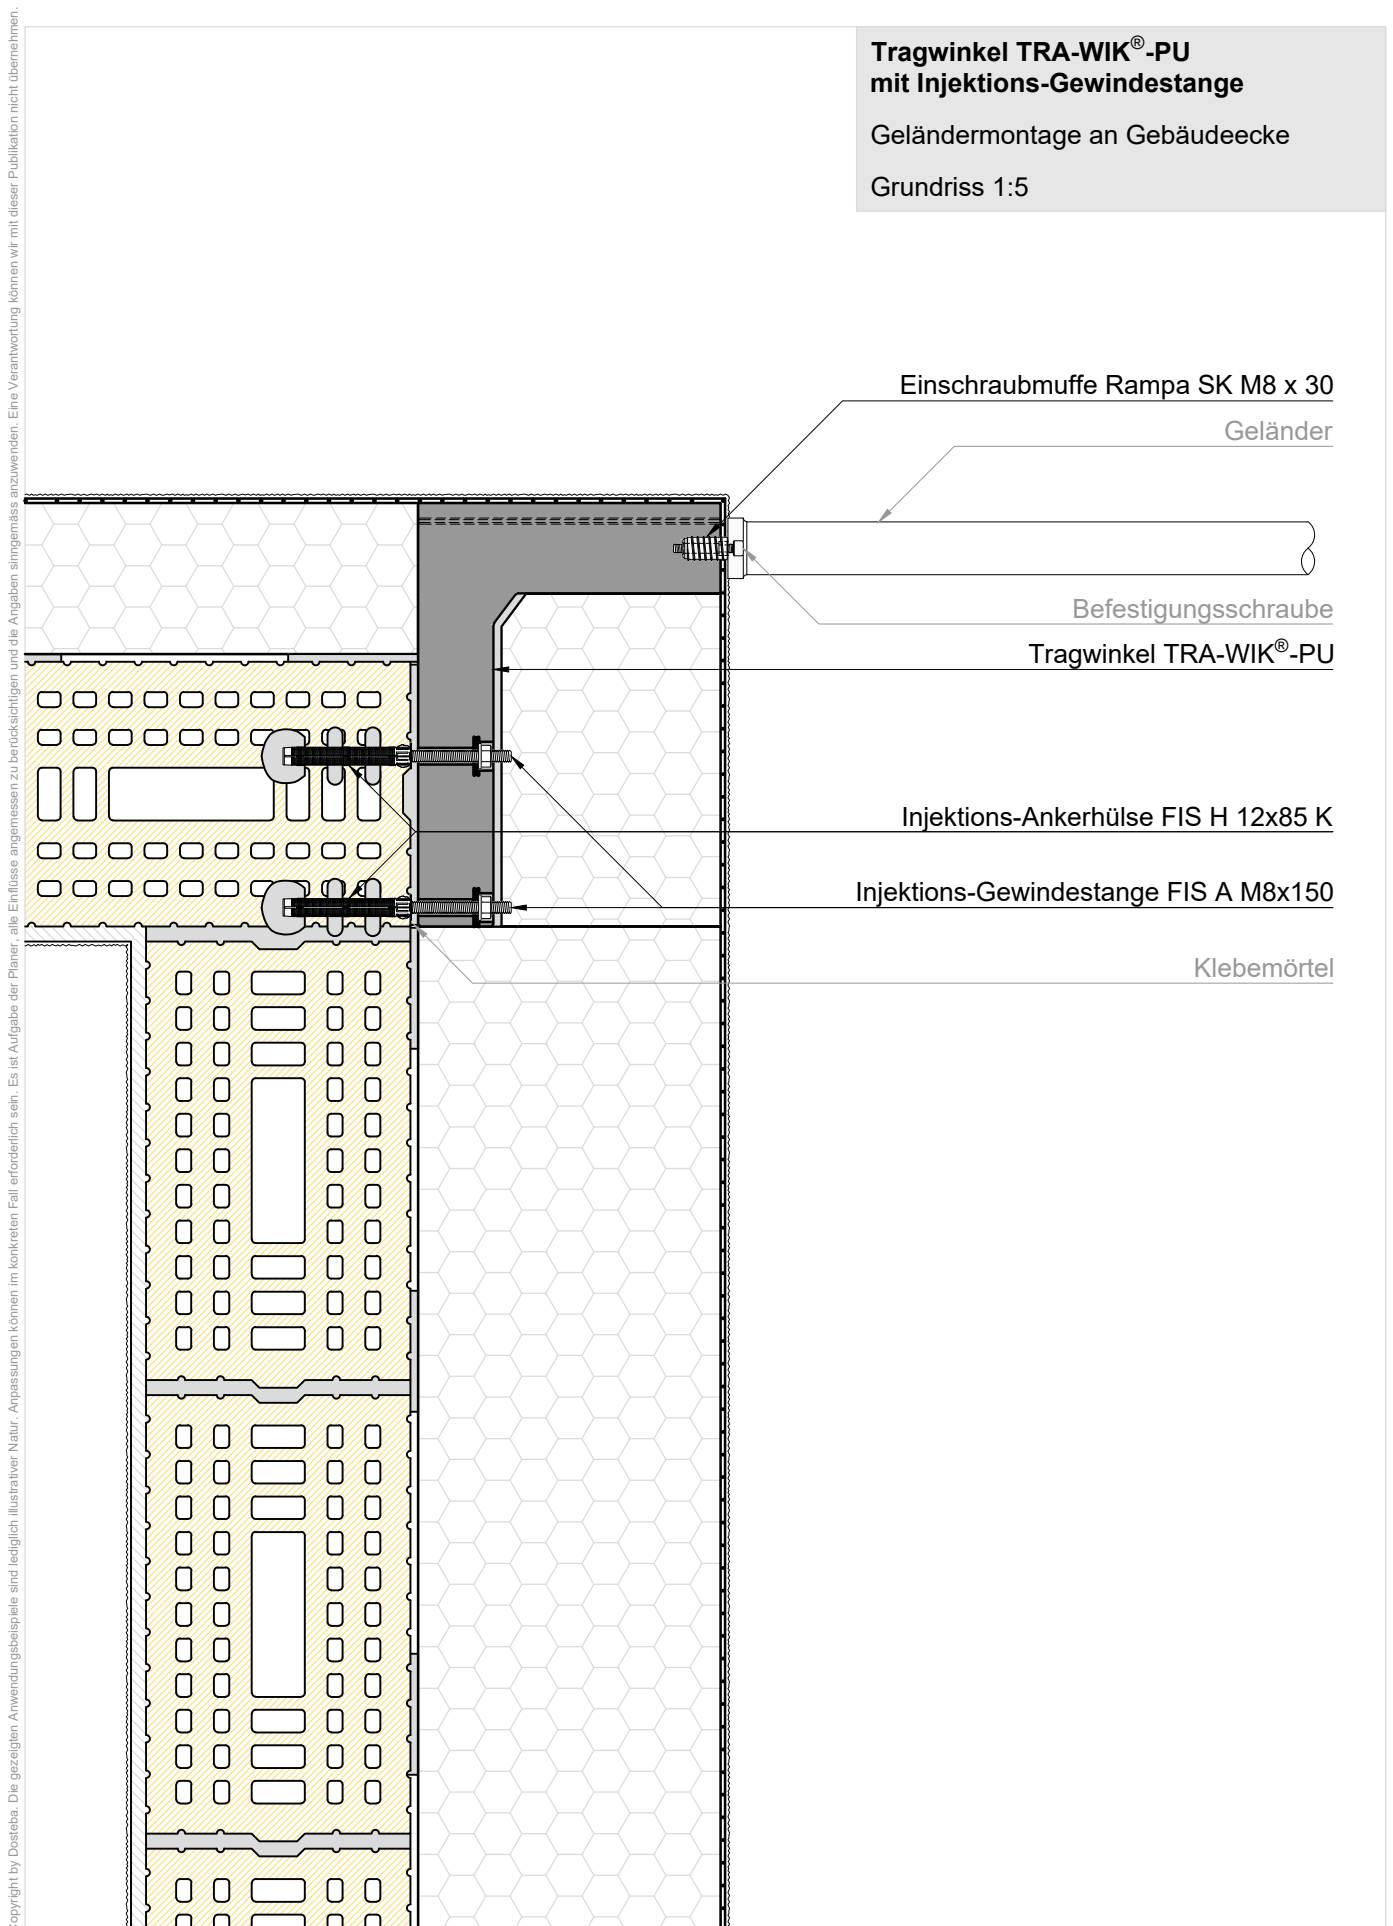 Tragwinkel TRA-WIK®-PU
mit Injektions-Gewindestange
Geländermontage an Gebäudeecke
Grundriss 1:5
Einschraubmuffe Rampa SK M8 x 30
Geländer
Befestigungsschraube
Tragwinkel TRA-WIK®-PU
Injektions-Ankerhülse FIS H 12x85 K
Injektions-Gewindestange FIS A M8x150
Klebemörtel
opyright by Dosteba. Die gezeigten Anwendungsbeispiele sind lediglich illustrativer Natur. Anpassungen können im konkreten Fall erforderlich sein. Es ist Aufgabe der Planer, alle Einflüsse angemessen zu berücksichtigen und die Angaben sinngemäss anzuwenden. Eine Verantwortung können wir mit dieser Publikation nicht übernehmen.